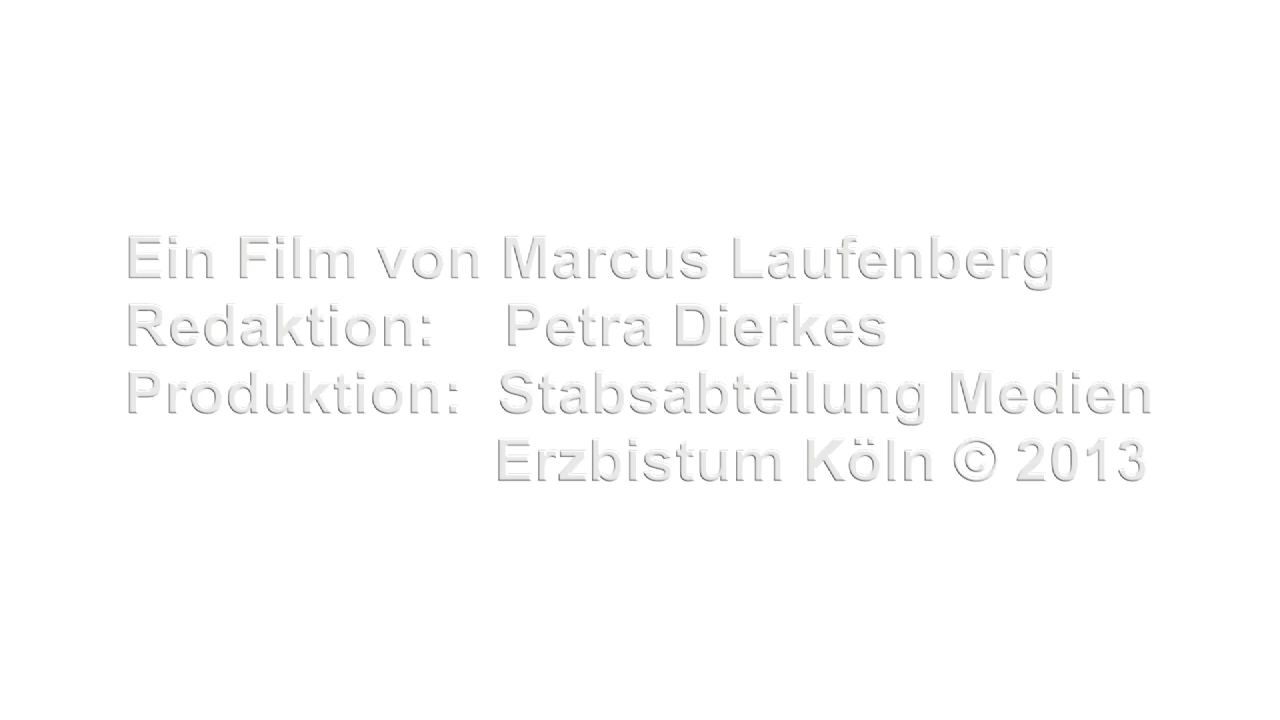 Ein Film von Marcus Laufenberg
Redaktion: Petra Dierkes
Produktion: Stabsabteilung Medien
Erzbistum Köln © 2013